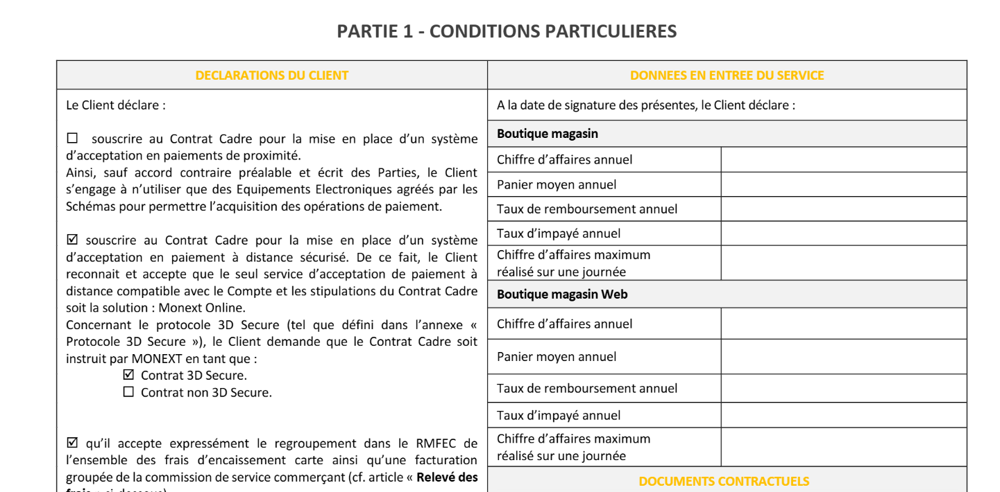 PARTIE 1 - CONDITIONS PARTICULIERES
DECLARATIONS DU CLIENT
Le Client déclare :
☐ souscrire au Contrat Cadre pour la mise en place d’un système
d’acceptation en paiements de proximité.
Ainsi, sauf accord contraire préalable et écrit des Parties, le Client
s’engage à n’utiliser que des Equipements Electroniques agréés par les
Schémas pour permettre l’acquisition des opérations de paiement.
☑ souscrire au Contrat Cadre pour la mise en place d’un système
d’acceptation en paiement à distance sécurisé. De ce fait, le Client
reconnait et accepte que le seul service d’acceptation de paiement à
distance compatible avec le Compte et les stipulations du Contrat Cadre
soit la solution : Monext Online.
Concernant le protocole 3D Secure (tel que défini dans l’annexe «
Protocole 3D Secure »), le Client demande que le Contrat Cadre soit
instruit par MONEXT en tant que :
☑ Contrat 3D Secure.
☐ Contrat non 3D Secure.
☑ qu’il accepte expressément le regroupement dans le RMFEC de
l’ensemble des frais d’encaissement carte ainsi qu’une facturation
groupée de la commission de service commerçant (cf. article « Relevé des
DONNEES EN ENTREE DU SERVICE
A la date de signature des présentes, le Client déclare :
Boutique magasin
Chiffre d’affaires annuel
Panier moyen annuel
Taux de remboursement annuel
Taux d’impayé annuel
Chiffre d’affaires maximum
réalisé sur une journée
Boutique magasin Web
Chiffre d’affaires annuel
Panier moyen annuel
Taux de remboursement annuel
Taux d’impayé annuel
Chiffre d’affaires maximum
réalisé sur une journée
DOCUMENTS CONTRACTUELS